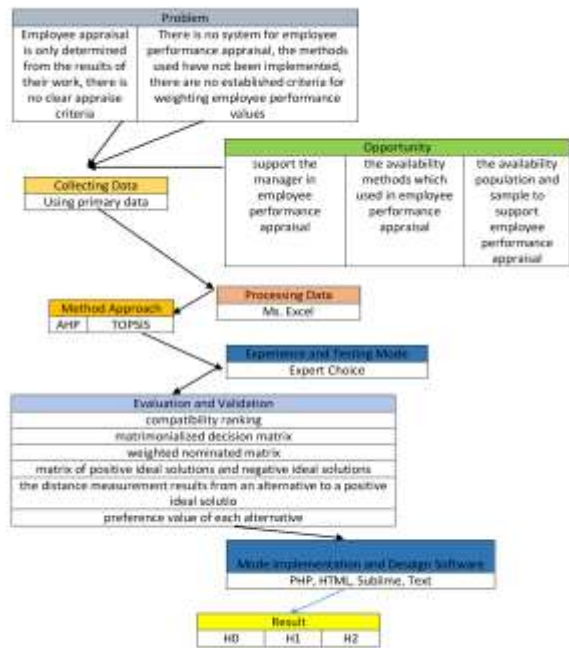 Problem
Employee appraisal
is only determined
from the results of
their work, there is
no clear appraise
criteria
There is no system for employee
performance appraisal, the methods
used have not been implemented,
there are no established criteria for
weighting employee performance
values
Opportunity
support the
manager in
employee
performance
appraisal
the availability
methods which
used in employee
performance
appraisal
the availability
population and
sample to
support
employee
performance
appraisal
Collecting Data
Using primary data
Processing Data
Ms. Excel
Method Approach
AHP
TOPSIS
Experience and Testing Mode
Expert Choice
Evaluation and Validation
compatibility ranking
matrimonialized decision matrix
weighted nominated matrix
matrix of positive ideal solutions and negative ideal solutions
the distance measurement results from an alternative to a positive
ideal solutio
preference value of each alternative
Mode Implementation and Desaign Software
PHP, HTML, Sublime, Text
Result
H0
H1
H2